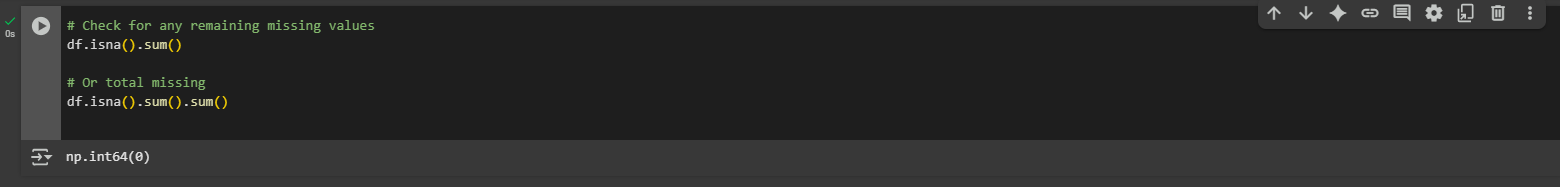 # Check for any remaining missing values
df.isna().sum()
# Or total missing
df.isna().sum().sum()
0s
np.int64(0)